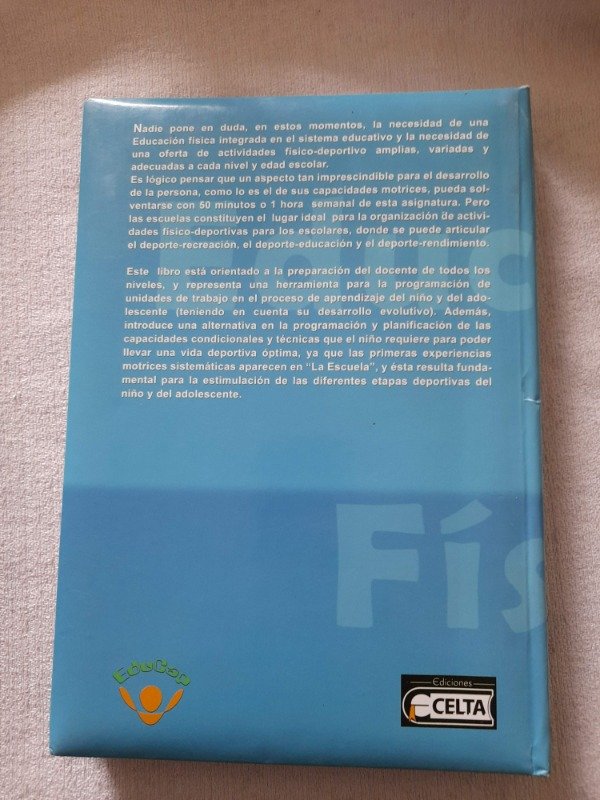 Nadie pone en duda, en estos momentos, la necesidad de una
Educación física integrada en el sistema educativo y la necesidad de
una oferta de actividades fisico-deportivo amplias, variadas y
adecuadas a cada nivel y edad escolar.
Es lógico pensar que un aspecto tan imprescindible para el desarrollo
de la persona, como lo es el de sus capacidades motrices, pueda sol-
ventarse con 50 minutos o 1 hora semanal de esta asignatura. Pero
las escuelas constituyen el lugar ideal para la organización de activi-
dades físico-deportivas para los escolares, donde se puede articular
el deporte-recreación, el deporte-educación y el deporte-rendimiento.
Este libro está orientado a la preparación del docente de todos los
niveles, y representa una herramienta para la programación de
unidades de trabajo en el proceso de aprendizaje del niño y del ado-
lescente (teniendo en cuenta su desarrollo evolutivo). Además,
introduce una alternativa en la programación y planificación de las
capacidades condicionales y técnicas que el niño requiere para poder
llevar una vida deportiva óptima, ya que las primeras experiencias
motrices sistemáticas aparecen en “La Escuela”, y ésta resulta funda-
mental para la estimulación de las diferentes etapas deportivas del
niño y del adolescente.
Educ
Fís
Ediciones
CELTA